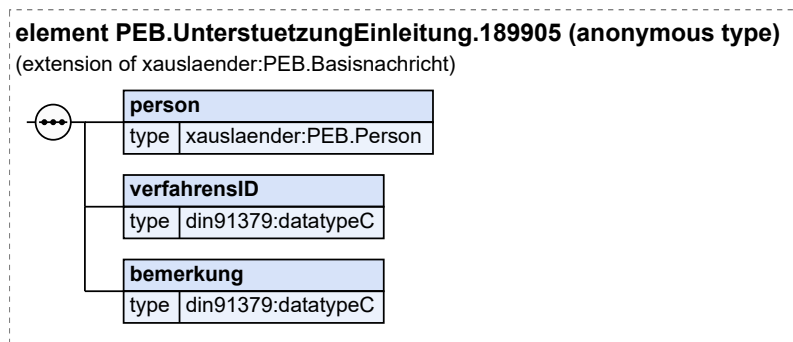 element PEB.UnterstuetzungEinleitung.189905 (anonymous type)
(extension of xauslaender:PEB.Basisnachricht)
person
type xauslaender:PEB.Person
verfahrensID
type din91379:datatypeC
bemerkung
type din91379:datatypeC